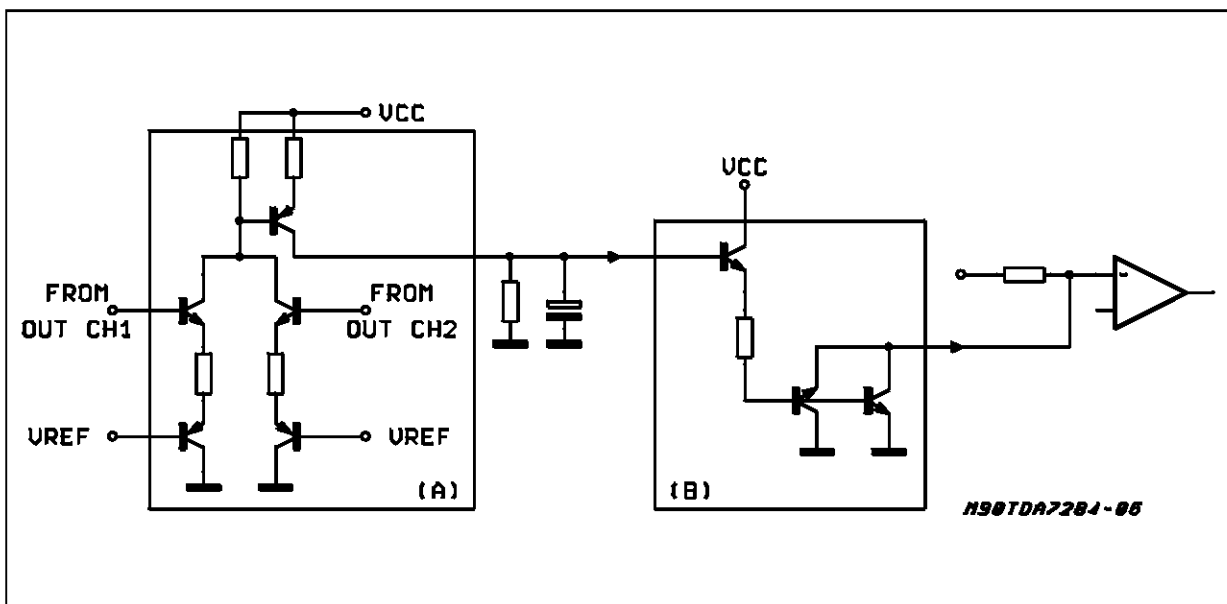 VCC
VCC
FROM
OUT CH1
FROM
OUT CH2
VREF
VREF
(A)
(B)
M90TDA7284-06